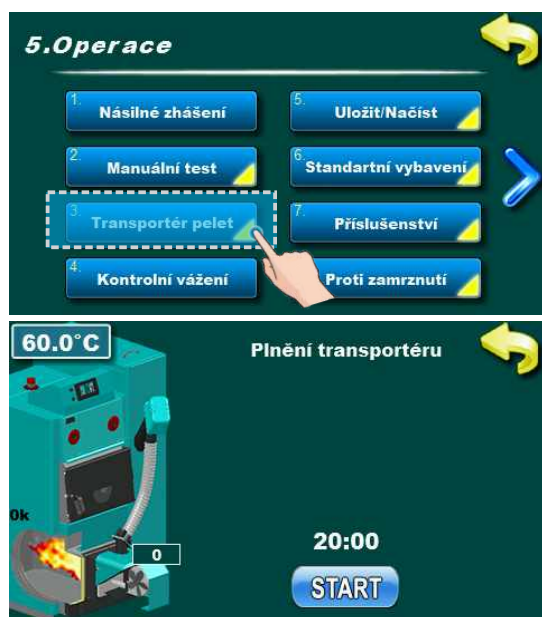 5.Operace
1. Násilné zhášení
5. Uložit/Načíst
2. Manuální test
6. Standartní vybavení
3. Transportér pelet
7. Příslušenství
4. Kontrolní vážení
Proti zamrznutí
60.0°C
Plnění transportéru
0k
0
20:00
START